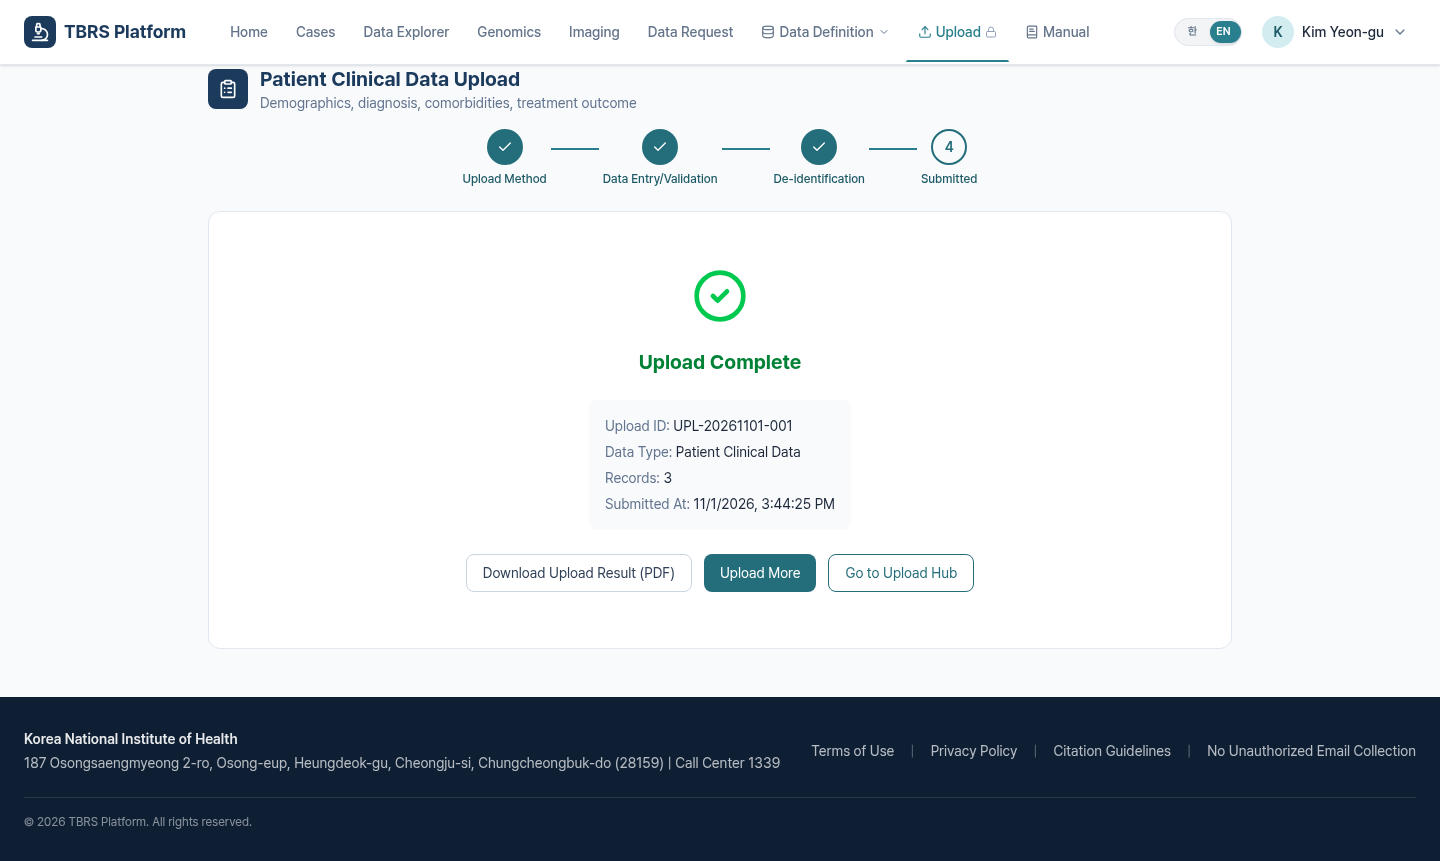 TBRS Platform
Home
Cases
Data Explorer
Genomics
Imaging
Data Request
Data Definition
Upload
Manual
한
EN
K
Kim Yeon-gu
Patient Clinical Data Upload
Demographics, diagnosis, comorbidities, treatment outcome
4
Upload Method
Data Entry/Validation
De-identification
Submitted
Upload Complete
Upload ID: UPL-20261101-001
Data Type: Patient Clinical Data
Records: 3
Submitted At: 11/1/2026, 3:44:25 PM
Download Upload Result (PDF)
Upload More
Go to Upload Hub
Korea National Institute of Health
187 Osongsaengmyeong 2-ro, Osong-eup, Heungdeok-gu, Cheongju-si, Chungcheongbuk-do (28159) | Call Center 1339
Terms of Use | Privacy Policy | Citation Guidelines | No Unauthorized Email Collection
© 2026 TBRS Platform. All rights reserved.